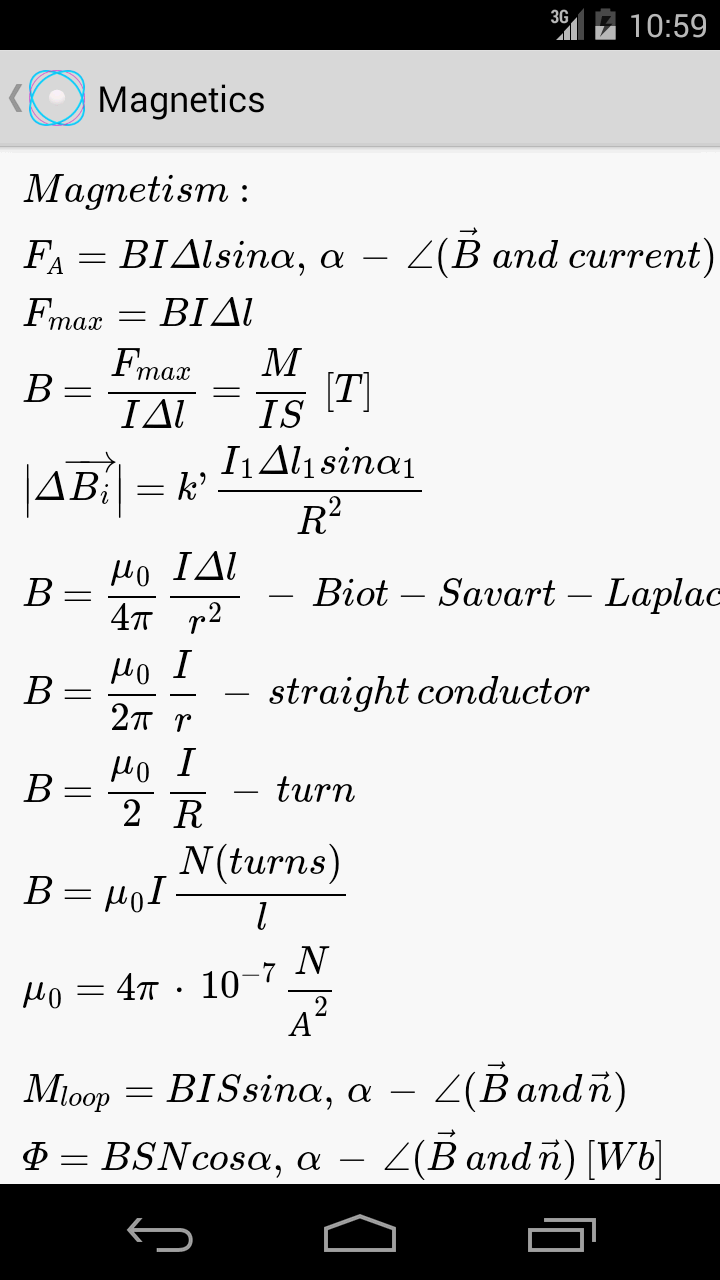 3G 10:59
Magnetics
Magnetism :
F_A = BIΔlsinα, α − ∠(B⃗ and current)
F_max = BIΔl
B = F_max / IΔl = M / IS [T]
|ΔB_i⃗| = k’ I₁Δl₁sinα₁ / R²
B = μ₀ / 4π IΔl / r² − Biot − Savart − Laplac
B = μ₀ / 2π I / r − straight conductor
B = μ₀ / 2 I / R − turn
B = μ₀I N(turns) / l
μ₀ = 4π · 10⁻⁷ N / A²
M_loop = BISsinα, α − ∠(B⃗ and n⃗)
Φ = BSNcosα, α − ∠(B⃗ and n⃗) [Wb]